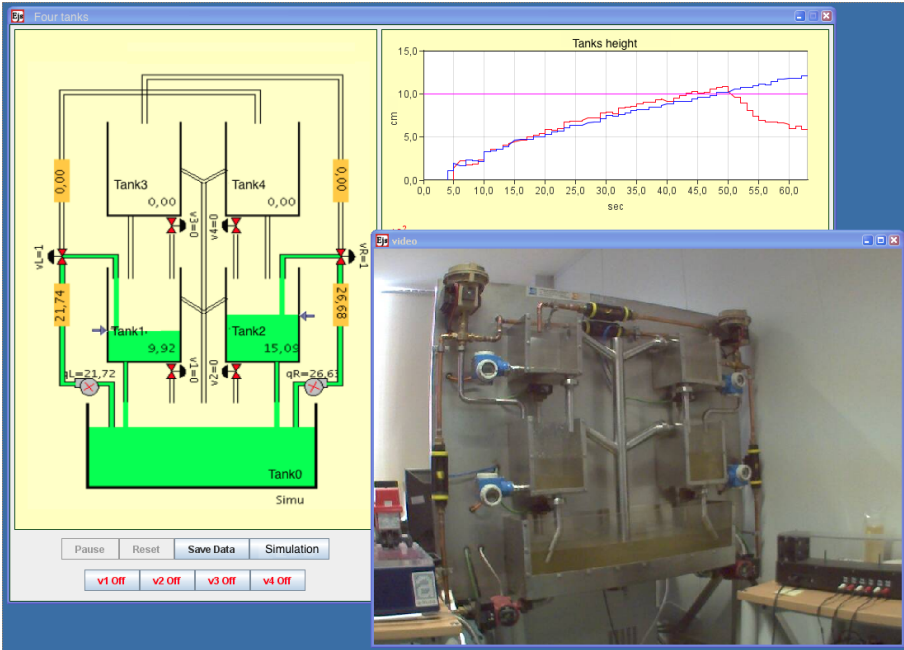 Ejs Four tanks
Tanks height
15,0
10,0
5,0
0,0
cm
0,0 5,0 10,0 15,0 20,0 25,0 30,0 35,0 40,0 45,0 50,0 55,0 60,0
sec
0,00
0,00
Tank3
0,00
Tank4
0,00
v3=0
v4=0
vL=1
vR=1
21,74
26,68
Tank1
9,92
Tank2
15,09
v1=0
v2=0
qL=21,72
qR=26,63
Tank0
Simu
Pause Reset Save Data Simulation
v1 Off v2 Off v3 Off v4 Off
Ejs video